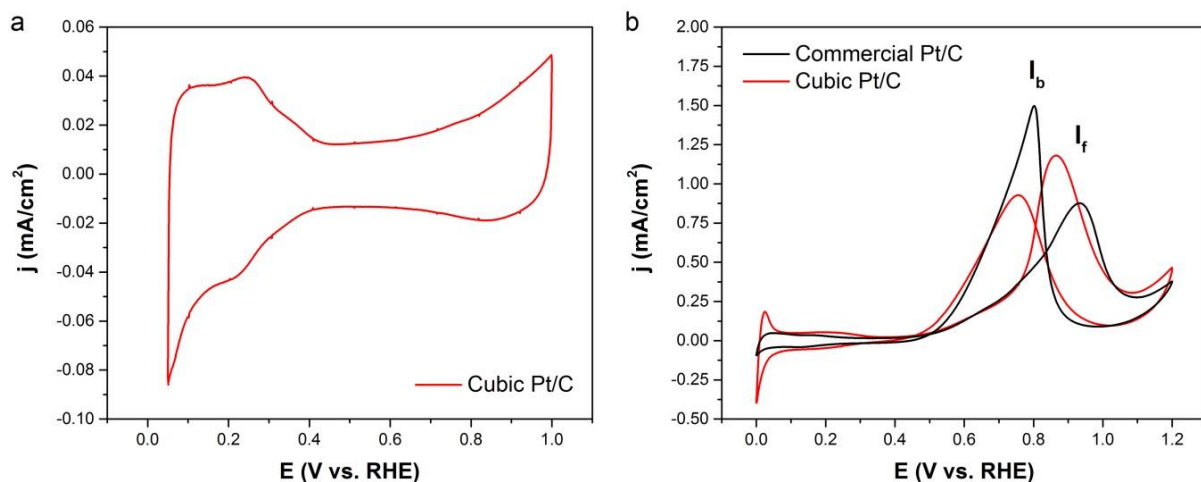 a
0.06
0.04
0.02
0.00
-0.02
-0.04
-0.06
-0.08
-0.10
j (mA/cm²)
0.0 0.2 0.4 0.6 0.8 1.0
E (V vs. RHE)
Cubic Pt/C
b
2.00
1.75
1.50
1.25
1.00
0.75
0.50
0.25
0.00
-0.25
-0.50
j (mA/cm²)
Commercial Pt/C
Cubic Pt/C
I_b
I_f
0.0 0.2 0.4 0.6 0.8 1.0 1.2
E (V vs. RHE)